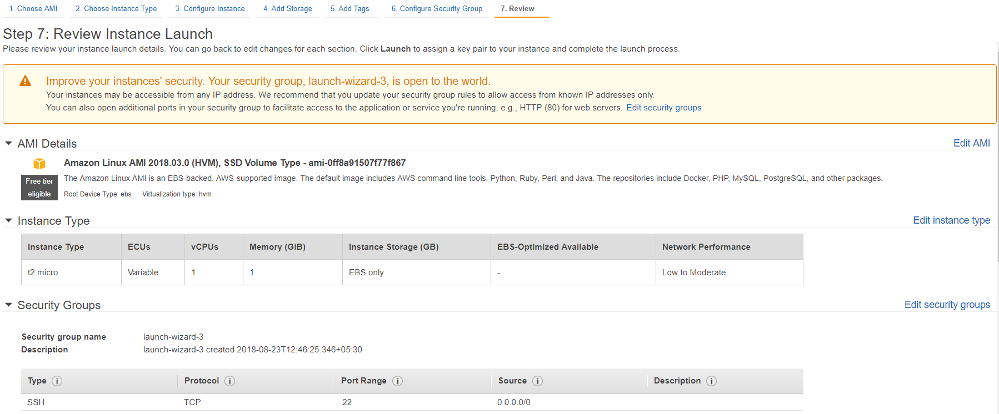 1. Choose AMI 2. Choose Instance Type 3. Configure Instance 4. Add Storage 5. Add Tags 6. Configure Security Group 7. Review
Step 7: Review Instance Launch
Please review your instance launch details. You can go back to edit changes for each section. Click Launch to assign a key pair to your instance and complete the launch process.
Improve your instances' security. Your security group, launch-wizard-3, is open to the world.
Your instances may be accessible from any IP address. We recommend that you update your security group rules to allow access from known IP addresses only.
You can also open additional ports in your security group to facilitate access to the application or service you're running, e.g., HTTP (80) for web servers. Edit security groups
AMI Details Edit AMI
Amazon Linux AMI 2018.03.0 (HVM), SSD Volume Type - ami-0ff8a91507f77f867
Free tier eligible
The Amazon Linux AMI is an EBS-backed, AWS-supported image. The default image includes AWS command line tools, Python, Ruby, Perl, and Java. The repositories include Docker, PHP, MySQL, PostgreSQL, and other packages.
Root Device Type: ebs Virtualization type: hvm
Instance Type Edit instance type
Instance Type ECUs vCPUs Memory (GiB) Instance Storage (GB) EBS-Optimized Available Network Performance
t2.micro Variable 1 1 EBS only - Low to Moderate
Security Groups Edit security groups
Security group name launch-wizard-3
Description launch-wizard-3 created 2018-08-23T12:46:25.346+05:30
Type Protocol Port Range Source Description
SSH TCP 22 0.0.0.0/0